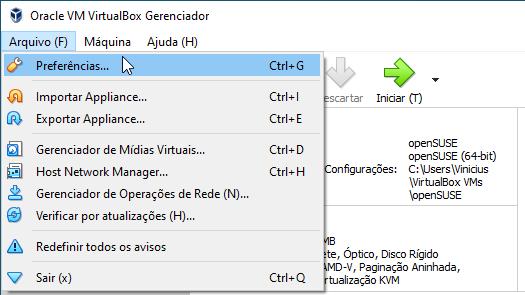 Oracle VM VirtualBox Gerenciador
Arquivo (F) Máquina Ajuda (H)
Preferências... Ctrl+G
Importar Appliance... Ctrl+I
Exportar Appliance... Ctrl+E
Gerenciador de Mídias Virtuais... Ctrl+D
Host Network Manager... Ctrl+H
Gerenciador de Operações de Rede (N)...
Verificar por atualizações (H)...
Redefinir todos os avisos
Sair (x) Ctrl+Q
Iniciar (T)
openSUSE
openSUSE (64-bit)
Configurações: C:\Users\Vinicius
\VirtualBox VMs
\openSUSE
MB
Óptico, Disco Rígido
AMD-V, Paginação Aninhada,
KVM